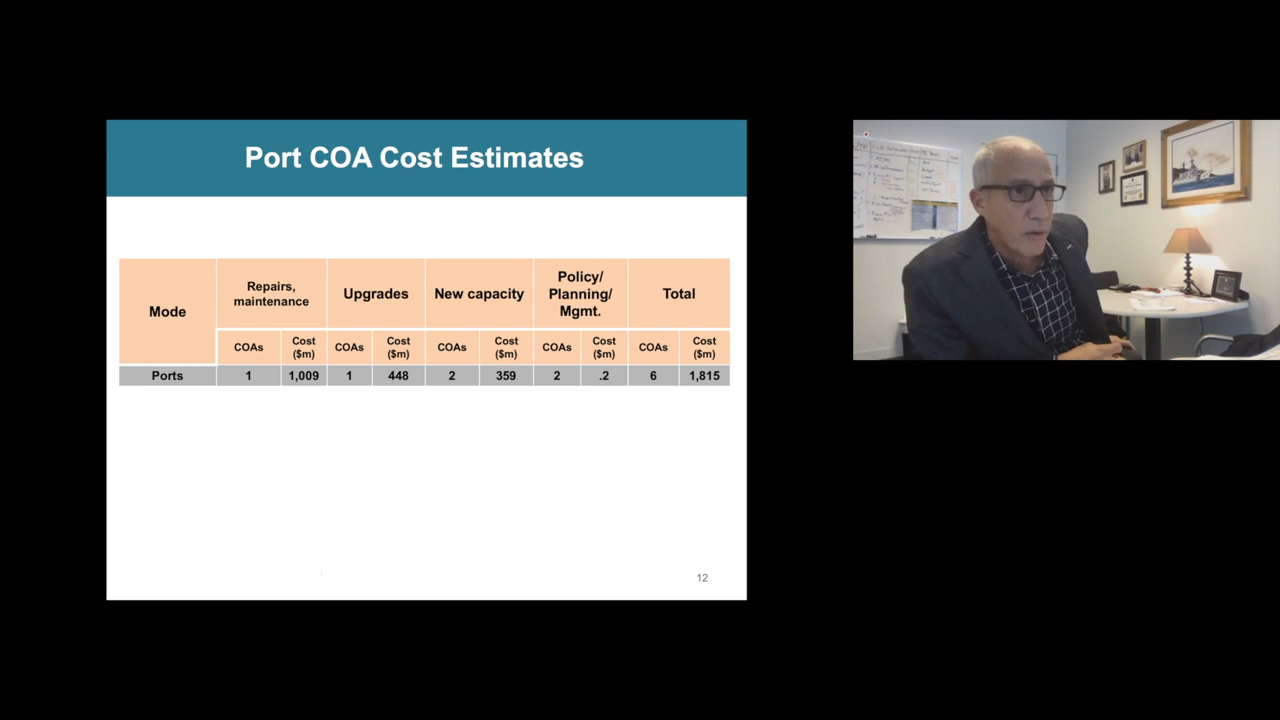 Port COA Cost Estimates
Mode
Repairs,
maintenance
Upgrades
New capacity
Policy/
Planning/
Mgmt.
Total
COAs
Cost
($m)
COAs
Cost
($m)
COAs
Cost
($m)
COAs
Cost
($m)
COAs
Cost
($m)
Ports 1 1,009 1 448 2 359 2 .2 6 1,815
12